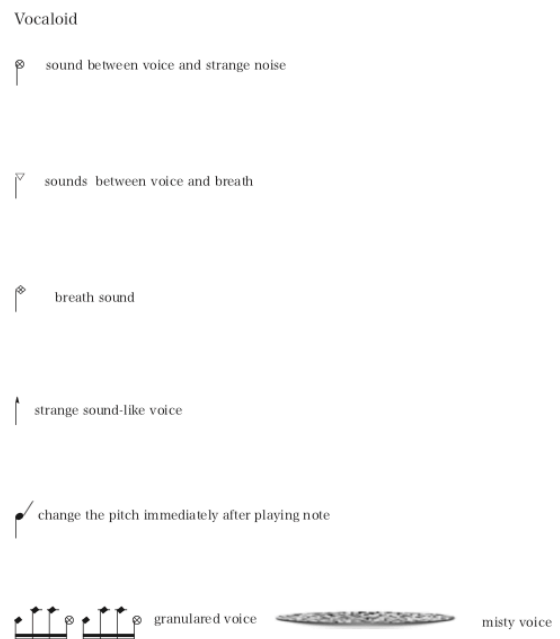 Vocaloid
sound between voice and strange noise
sounds between voice and breath
breath sound
strange sound-like voice
change the pitch immediately after playing note
granulared voice
misty voice